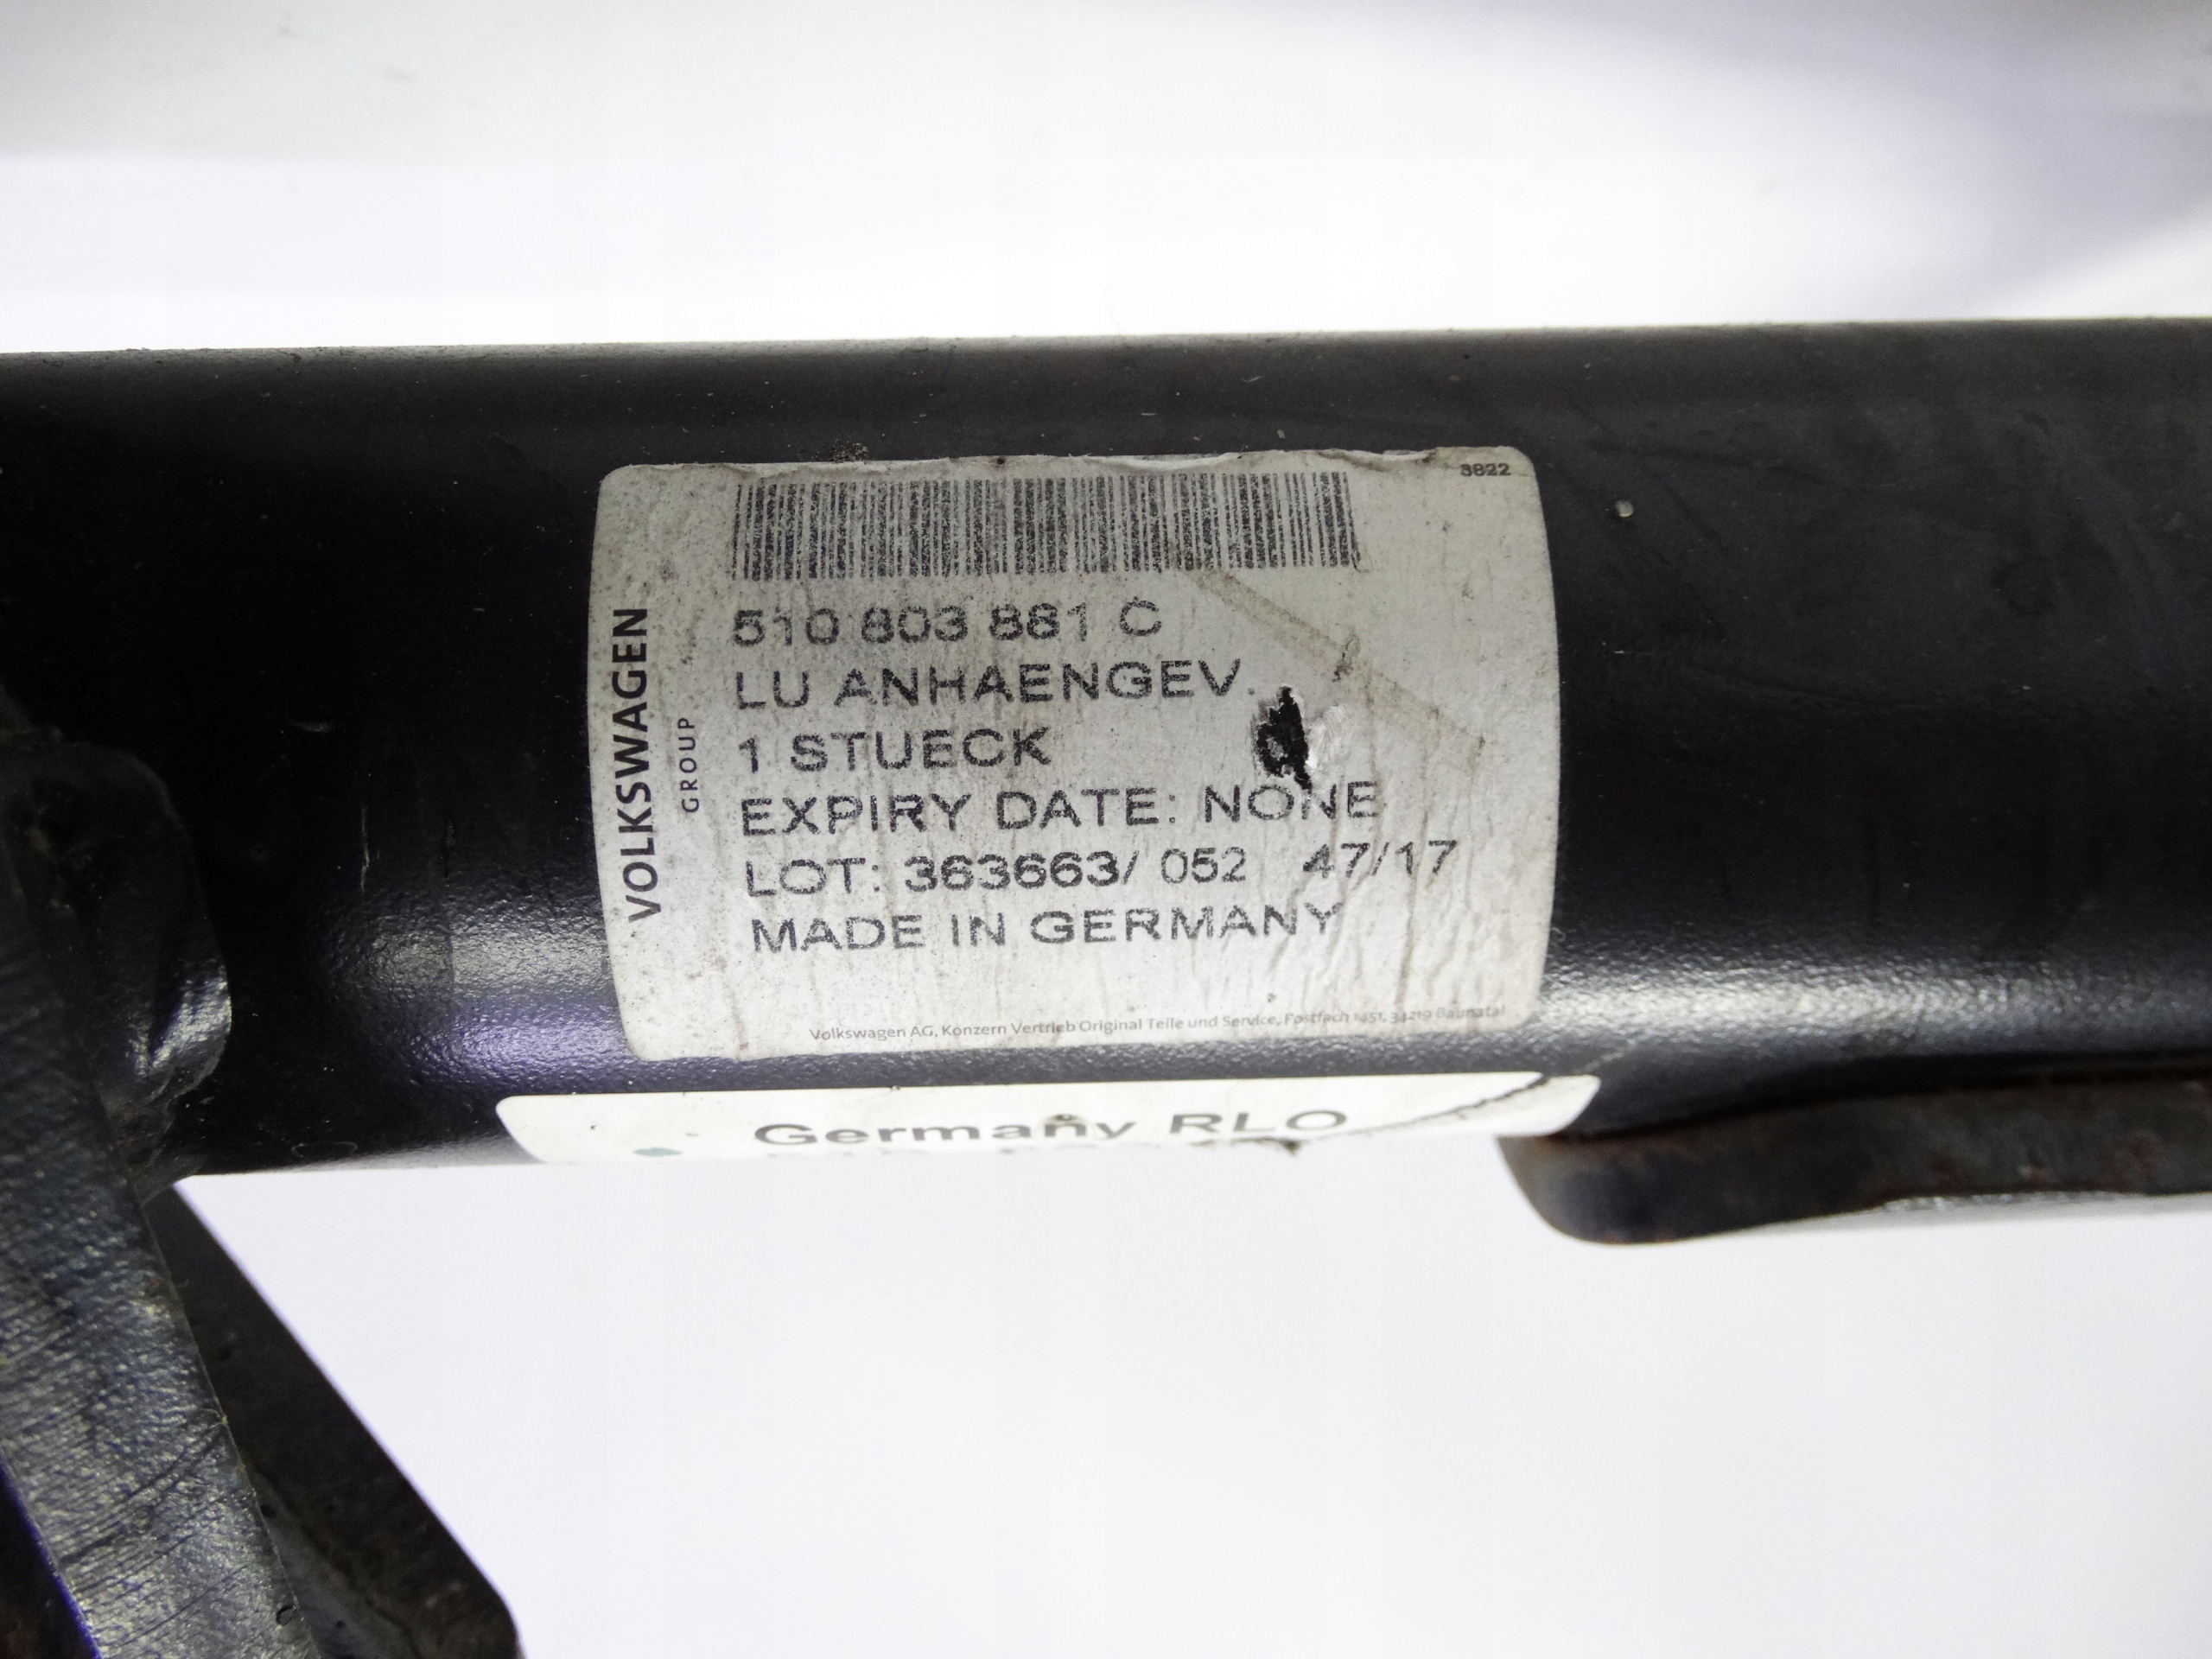 3622
510 803 881 C
LU ANHAENGEV.
1 STUECK
EXPIRY DATE: NONE
LOT: 363663/ 052 47/17
MADE IN GERMANY
VOLKSWAGEN
GROUP
Volkswagen AG, Konzern Vertrieb Original Teile und Service, Postfach 1451, 34219 Baunatal
Germany RLO